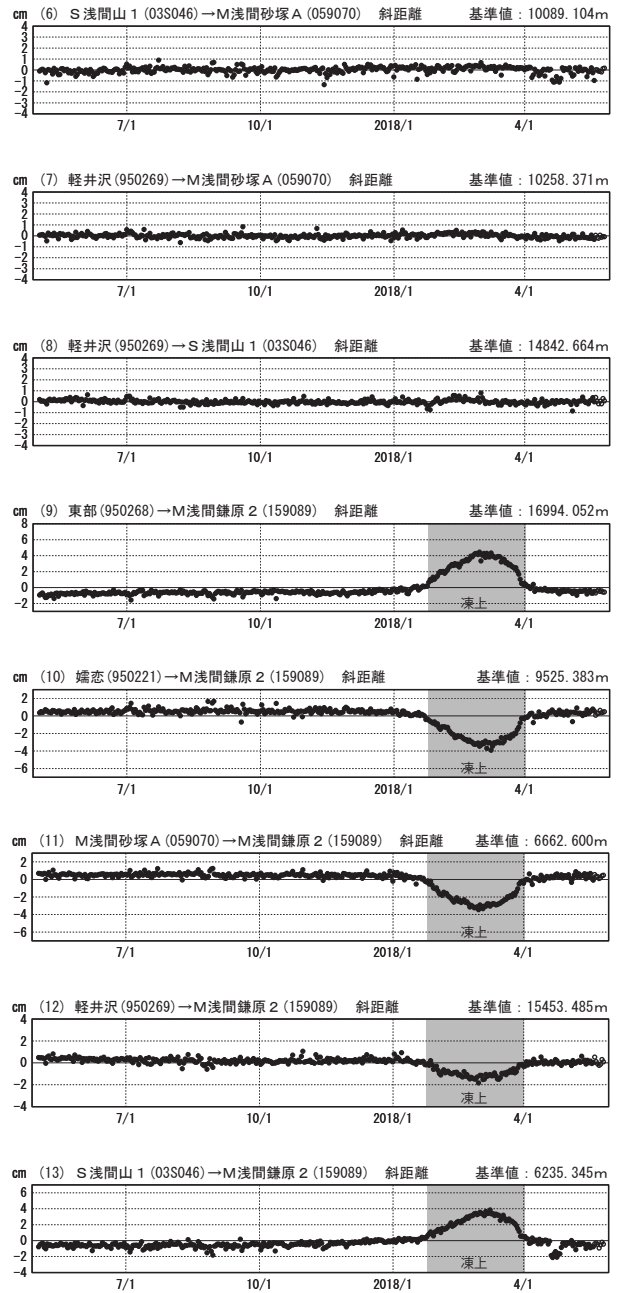 cm (6) S浅間山1(03S046)→M浅間砂塚A(059070) 斜距離 基準値：10089.104m
4
3
2
1
0
-1
-2
-3
-4
7/1 10/1 2018/1 4/1
cm (7) 軽井沢(950269)→M浅間砂塚A(059070) 斜距離 基準値：10258.371m
4
3
2
1
0
-1
-2
-3
-4
7/1 10/1 2018/1 4/1
cm (8) 軽井沢(950269)→S浅間山1(03S046) 斜距離 基準値：14842.664m
4
3
2
1
0
-1
-2
-3
-4
7/1 10/1 2018/1 4/1
cm (9) 東部(950268)→M浅間鎌原2(159089) 斜距離 基準値：16994.052m
8
6
4
2
0
-2
凍上
7/1 10/1 2018/1 4/1
cm (10) 嬬恋(950221)→M浅間鎌原2(159089) 斜距離 基準値：9525.383m
2
0
-2
-4
-6
凍上
7/1 10/1 2018/1 4/1
cm (11) M浅間砂塚A(059070)→M浅間鎌原2(159089) 斜距離 基準値：6662.600m
2
0
-2
-4
-6
凍上
7/1 10/1 2018/1 4/1
cm (12) 軽井沢(950269)→M浅間鎌原2(159089) 斜距離 基準値：15453.485m
4
2
0
-2
-4
凍上
7/1 10/1 2018/1 4/1
cm (13) S浅間山1(03S046)→M浅間鎌原2(159089) 斜距離 基準値：6235.345m
6
4
2
0
-2
-4
凍上
7/1 10/1 2018/1 4/1